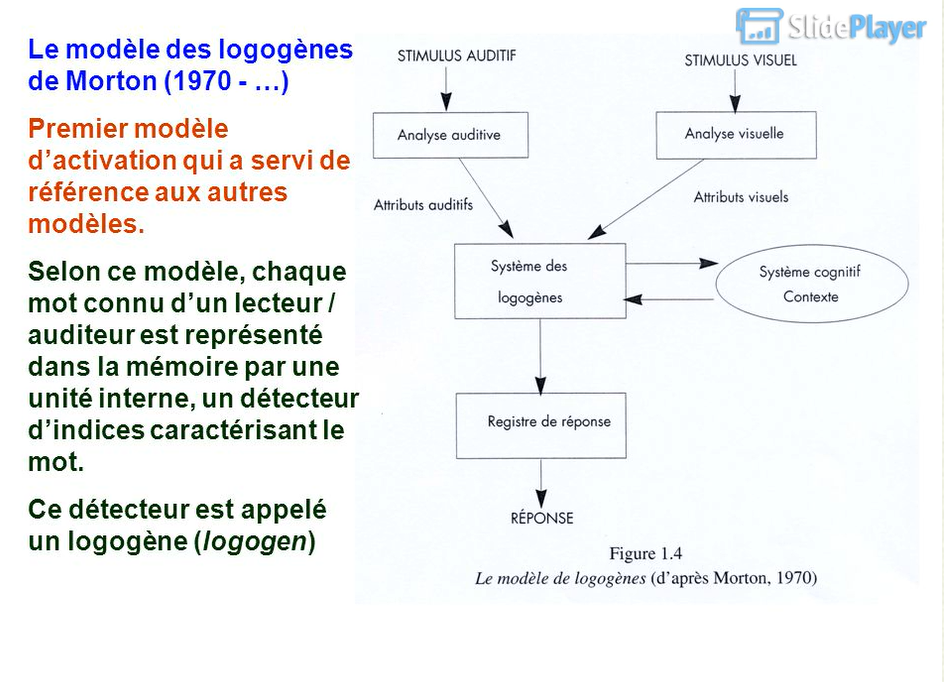 SlidePlayer
Le modèle des logogènes
de Morton (1970 - …)
Premier modèle
d’activation qui a servi de
référence aux autres
modèles.
Selon ce modèle, chaque
mot connu d’un lecteur /
auditeur est représenté
dans la mémoire par une
unité interne, un détecteur
d’indices caractérisant le
mot.
Ce détecteur est appelé
un logogène (logogen)
STIMULUS AUDITIF
STIMULUS VISUEL
Analyse auditive
Analyse visuelle
Attributs auditifs
Attributs visuels
Système des
logogènes
Système cognitif
Contexte
Registre de réponse
RÉPONSE
Figure 1.4
Le modèle de logogènes (d’après Morton, 1970)